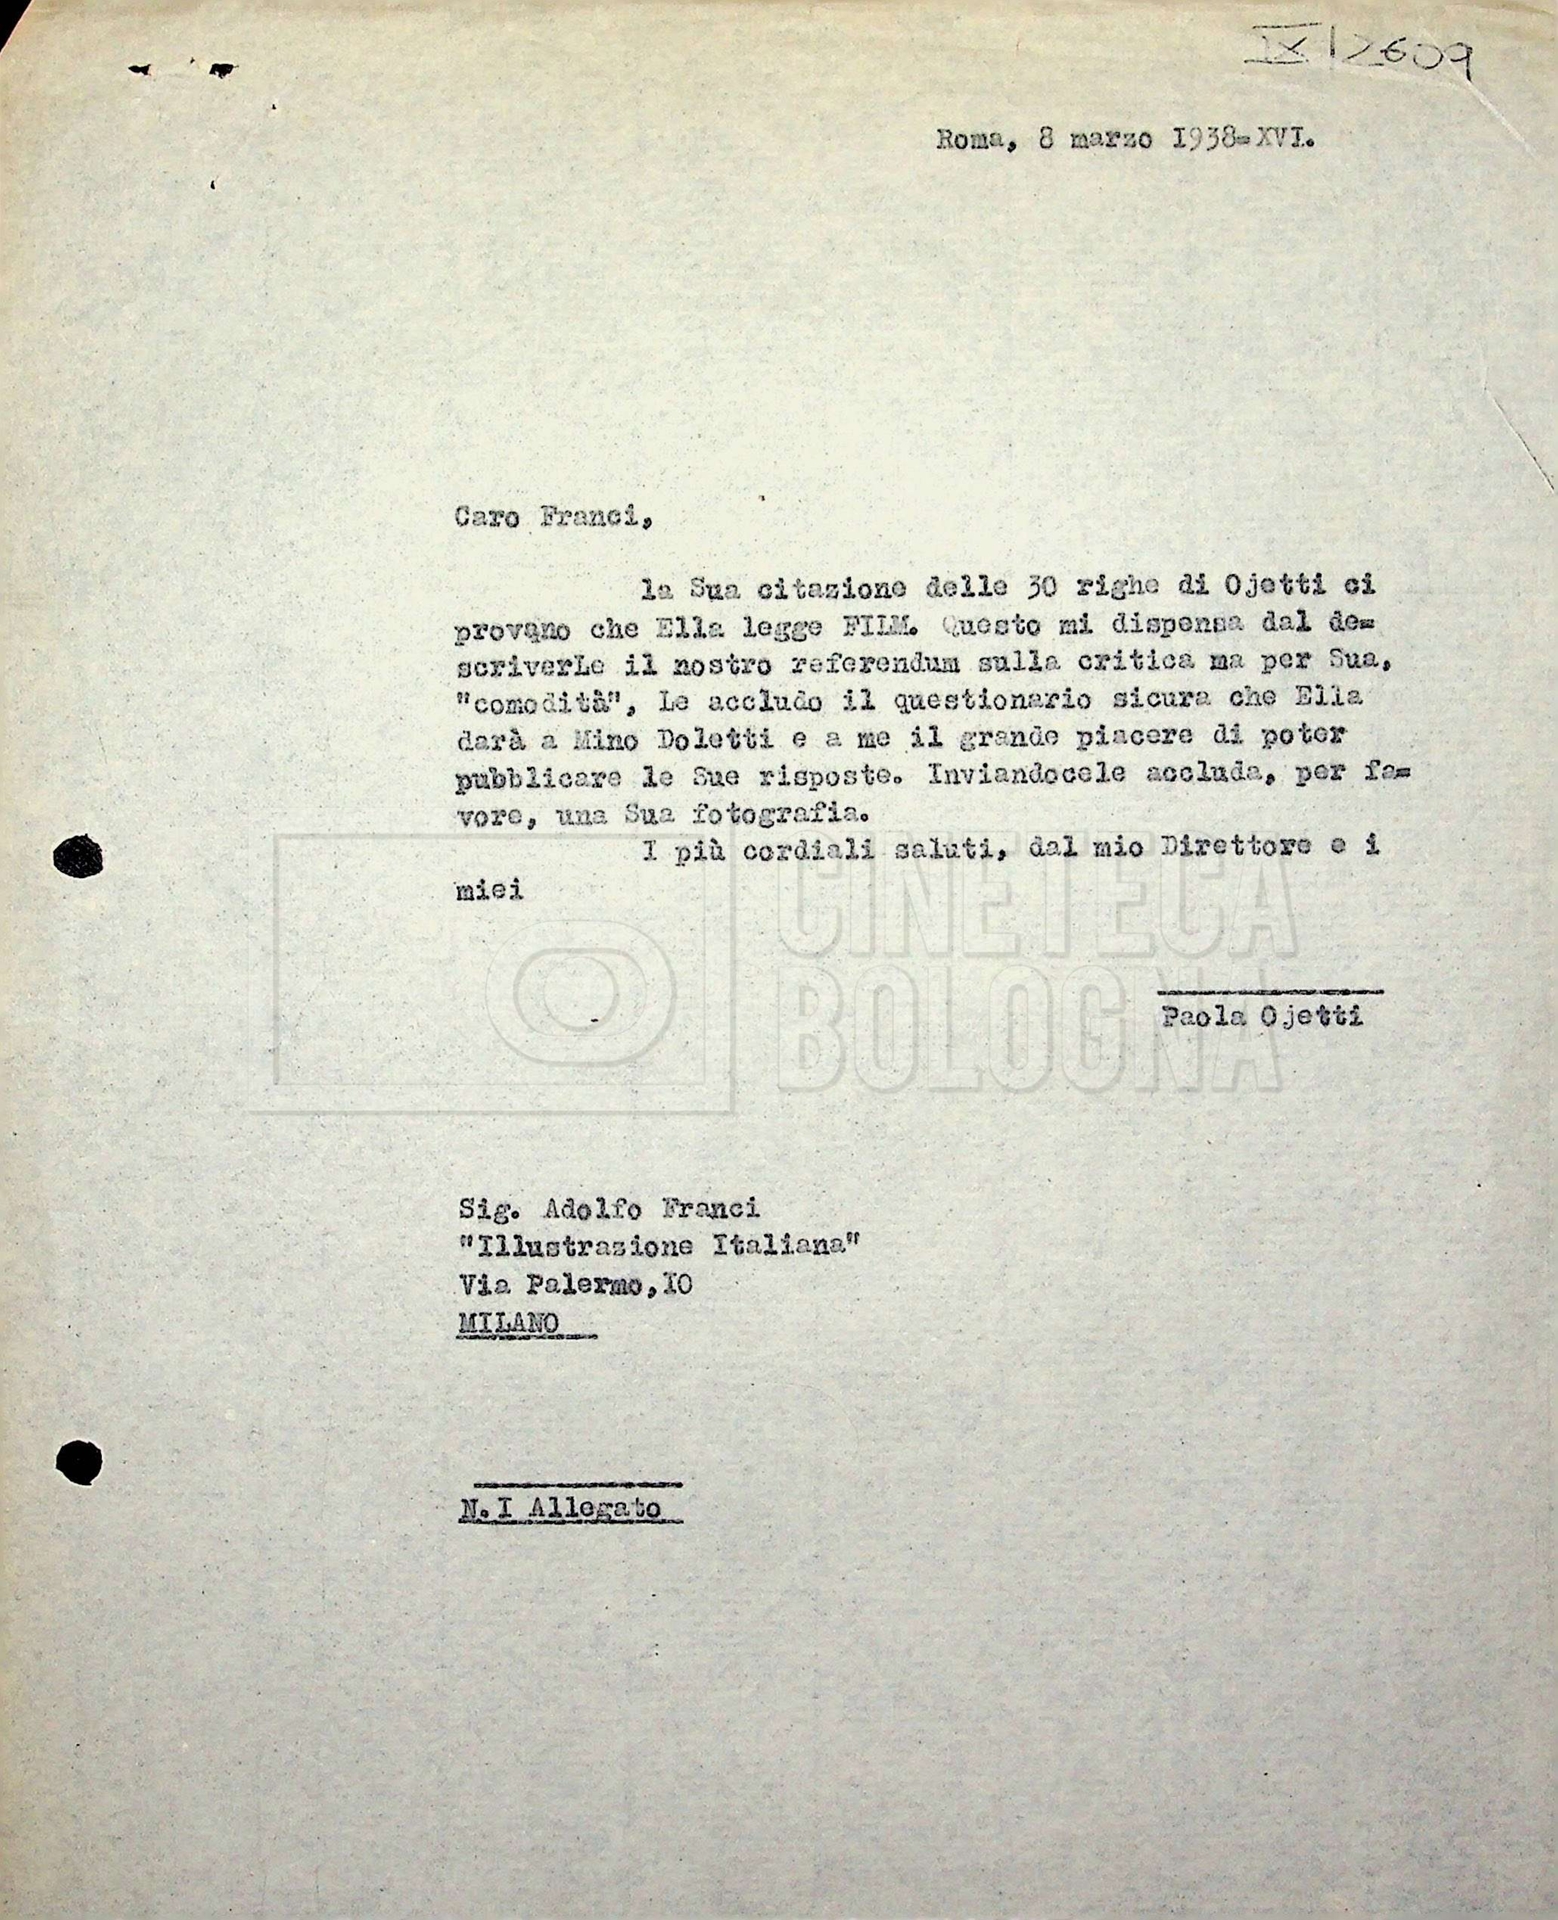 IX/2609
Roma, 8 marzo I938=XVI.
Caro Franci,
la Sua citazione delle 30 righe di Ojetti ci
provano che Ella legge FILM. Questo mi dispensa dal de=
scriverLe il nostro referendum sulla critica ma per Sua,
"comodità", Le accludo il questionario sicura che Ella
darà a Mino Doletti e a me il grande piacere di poter
pubblicare le Sue risposte. Inviandocele accluda, per fa=
vore, una Sua fotografia.
I più cordiali saluti, dal mio Direttore e i
miei
CINETECA
BOLOGNA
Paola Ojetti
Sig. Adolfo Franci
"Illustrazione Italiana"
Via Palermo,I0
MILANO
N.I Allegato